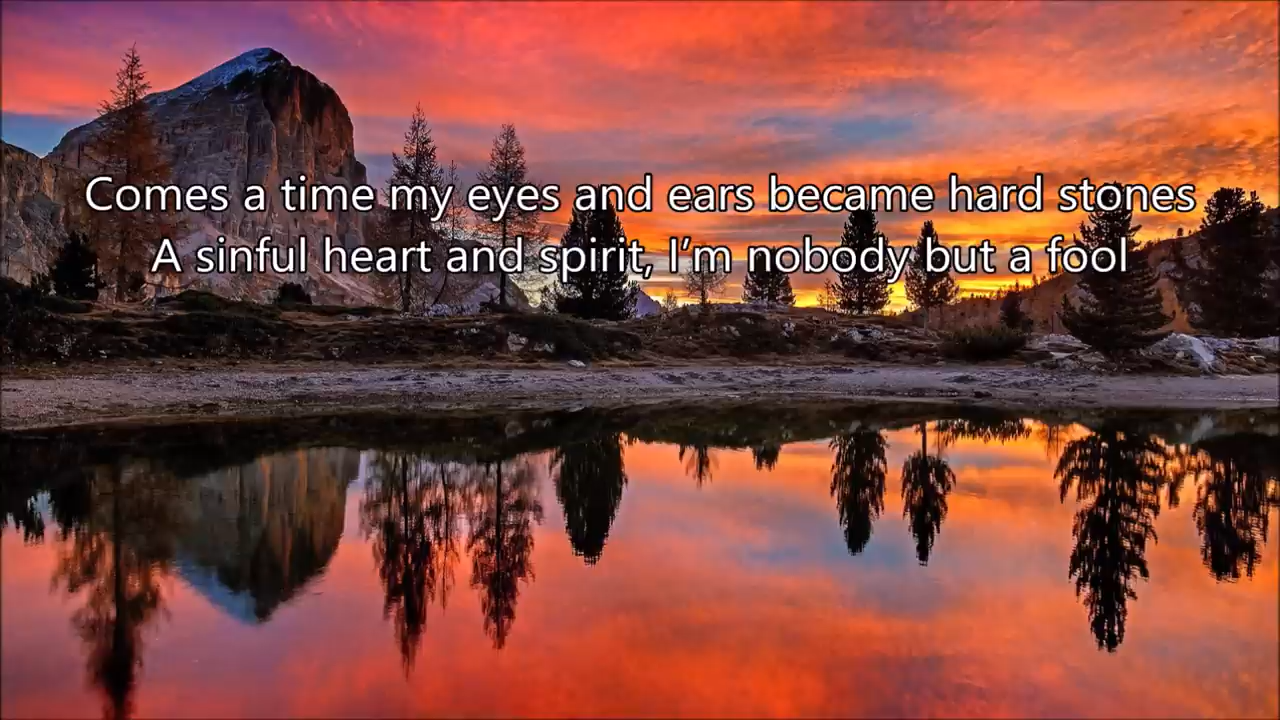 Comes a time my eyes and ears became hard stones
A sinful heart and spirit, I’m nobody but a fool